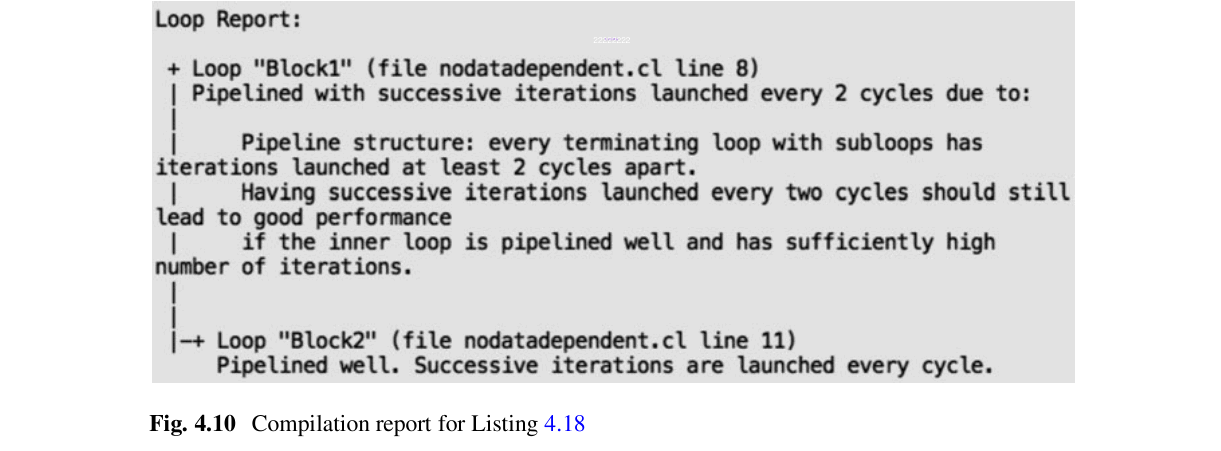 Loop Report:
+ Loop "Block1" (file nodatadependent.cl line 8)
| Pipelined with successive iterations launched every 2 cycles due to:
|
| Pipeline structure: every terminating loop with subloops has
iterations launched at least 2 cycles apart.
| Having successive iterations launched every two cycles should still
lead to good performance
| if the inner loop is pipelined well and has sufficiently high
number of iterations.
|
|
|-+ Loop "Block2" (file nodatadependent.cl line 11)
Pipelined well. Successive iterations are launched every cycle.
Fig. 4.10 Compilation report for Listing 4.18